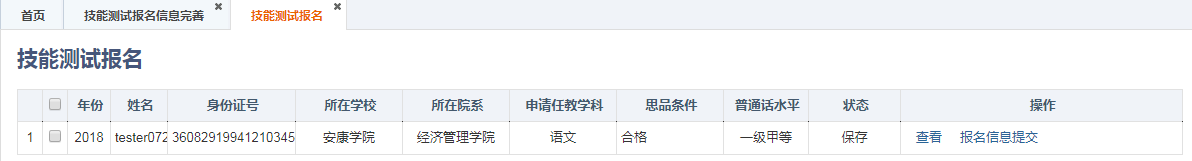 首页 技能测试报名信息完善 技能测试报名
技能测试报名
年份 姓名 身份证号 所在学校 所在院系 申请任教学科 思品条件 普通话水平 状态 操作
1 2018 tester072 36082919941210345 安康学院 经济管理学院 语文 合格 一级甲等 保存 查看 报名信息提交